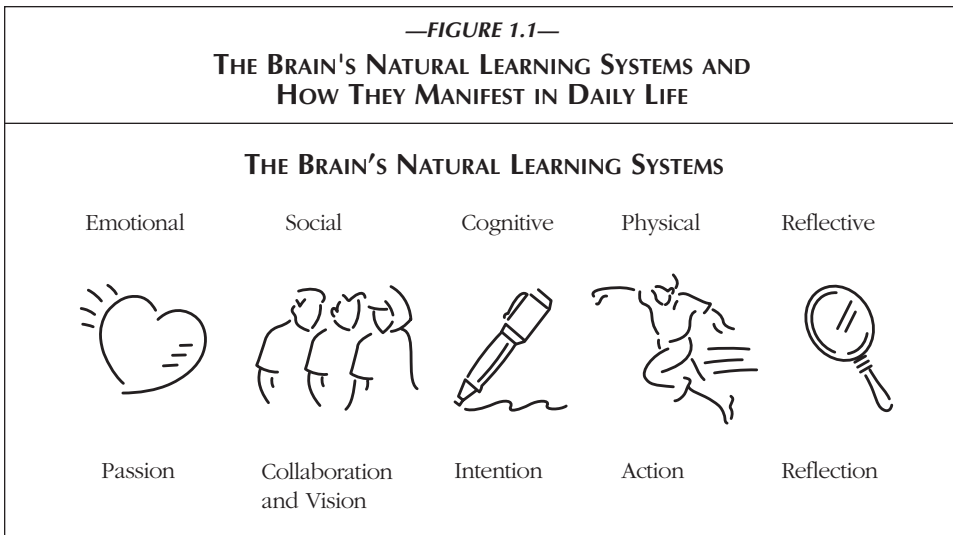 —FIGURE 1.1—
THE BRAIN'S NATURAL LEARNING SYSTEMS AND
HOW THEY MANIFEST IN DAILY LIFE
THE BRAIN’S NATURAL LEARNING SYSTEMS
Emotional Social Cognitive Physical Reflective
Passion Collaboration Intention Action Reflection
and Vision